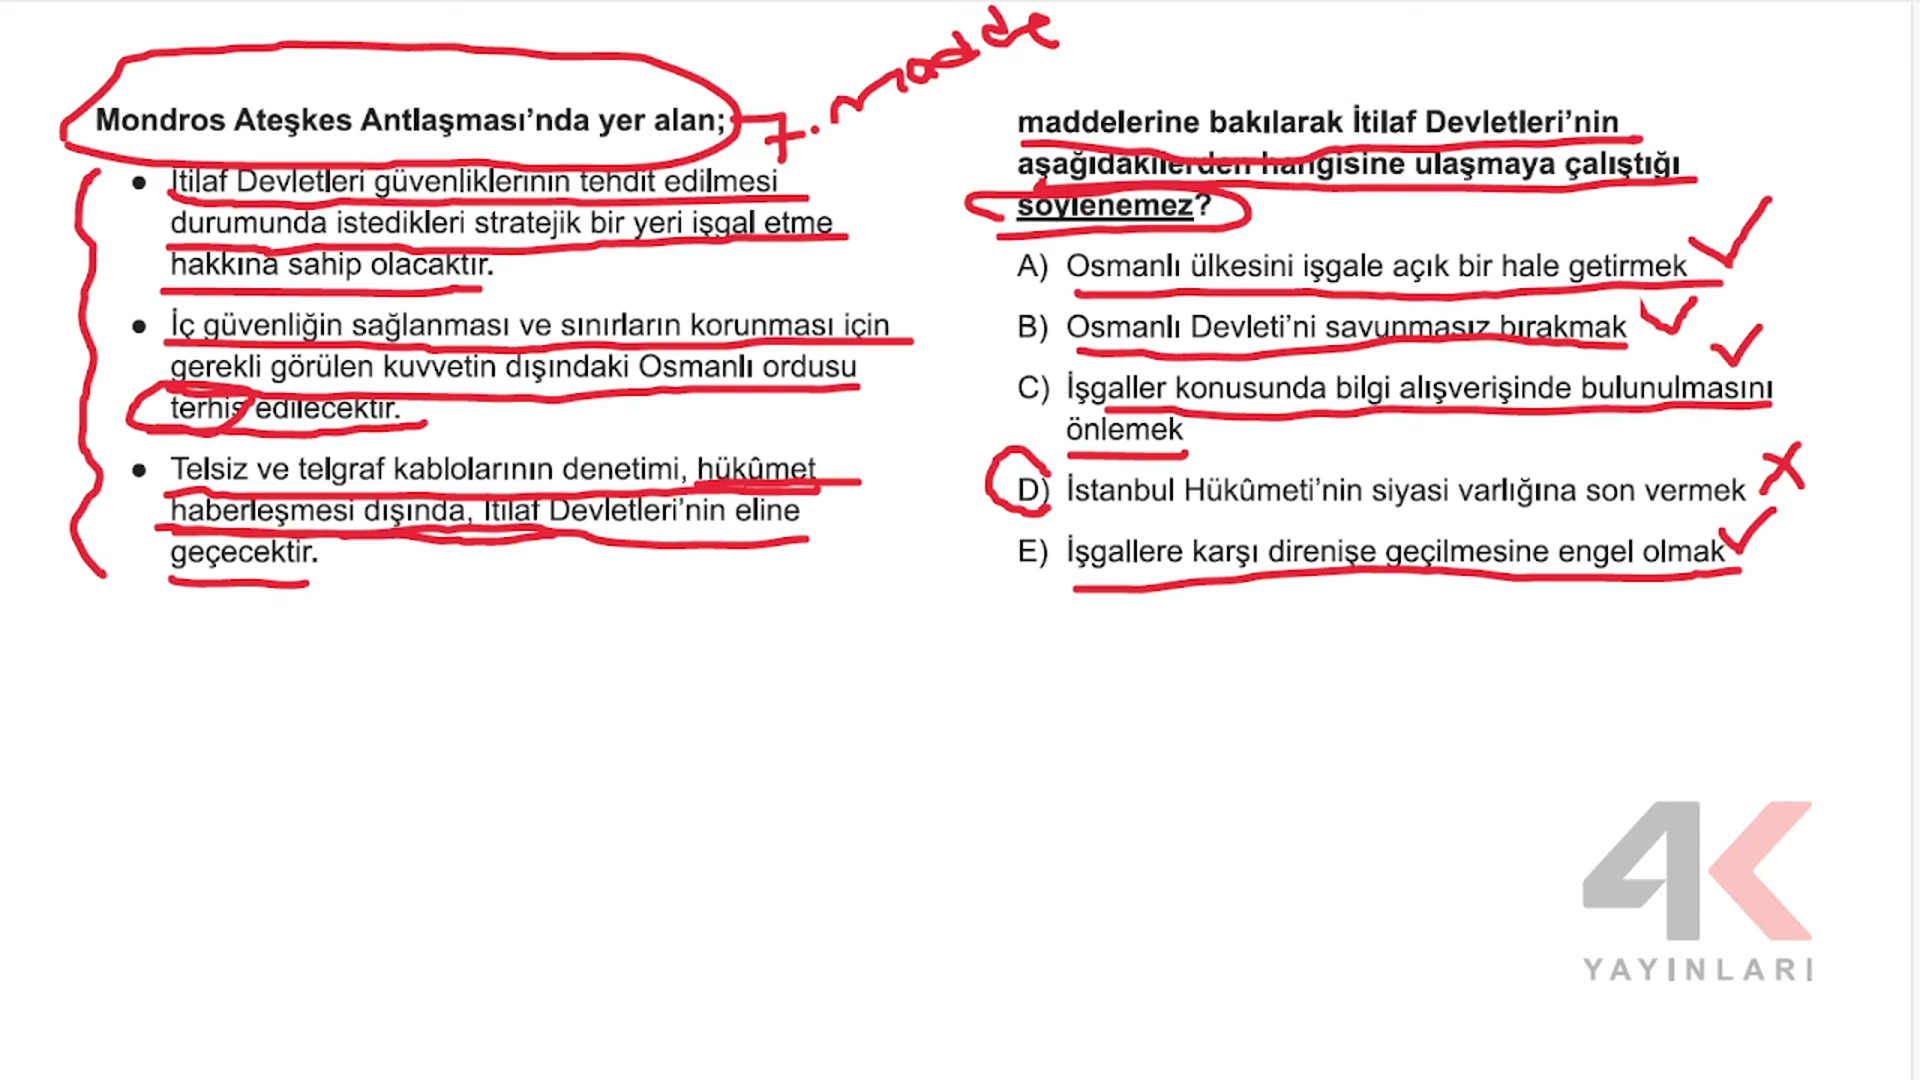 7. madde
Mondros Ateşkes Antlaşması’nda yer alan;
● İtilaf Devletleri güvenliklerinin tehdit edilmesi
durumunda istedikleri stratejik bir yeri işgal etme
hakkına sahip olacaktır.
● İç güvenliğin sağlanması ve sınırların korunması için
gerekli görülen kuvvetin dışındaki Osmanlı ordusu
terhis edilecektir.
● Telsiz ve telgraf kablolarının denetimi, hükûmet
haberleşmesi dışında, İtilaf Devletleri’nin eline
geçecektir.
maddelerine bakılarak İtilaf Devletleri’nin
aşağıdakilerden hangisine ulaşmaya çalıştığı
söylenemez?
A) Osmanlı ülkesini işgale açık bir hale getirmek
B) Osmanlı Devleti’ni savunmasız bırakmak
C) İşgaller konusunda bilgi alışverişinde bulunulmasını
önlemek
D) İstanbul Hükûmeti’nin siyasi varlığına son vermek
E) İşgallere karşı direnişe geçilmesine engel olmak
4K
YAYINLARI